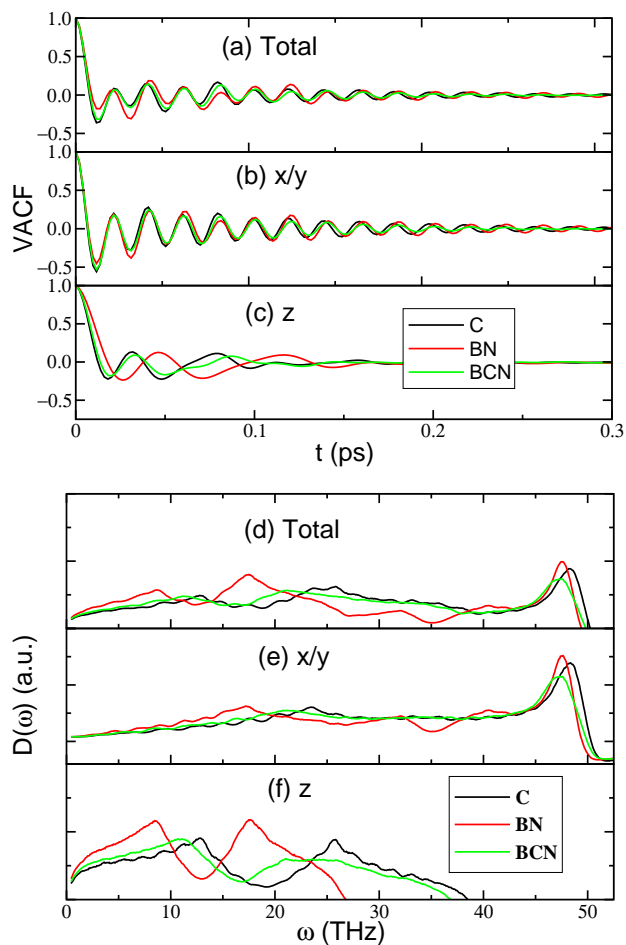 1.0
(a) Total
0.5
0.0
−0.5
1.0
(b) x/y
0.5
0.0
−0.5
VACF
1.0
(c) z
0.5
0.0
−0.5
C
BN
BCN
0 0.1 0.2 0.3
t (ps)
(d) Total
(e) x/y
D(ω) (a.u.)
(f) z
C
BN
BCN
0 10 20 30 40 50
ω (THz)